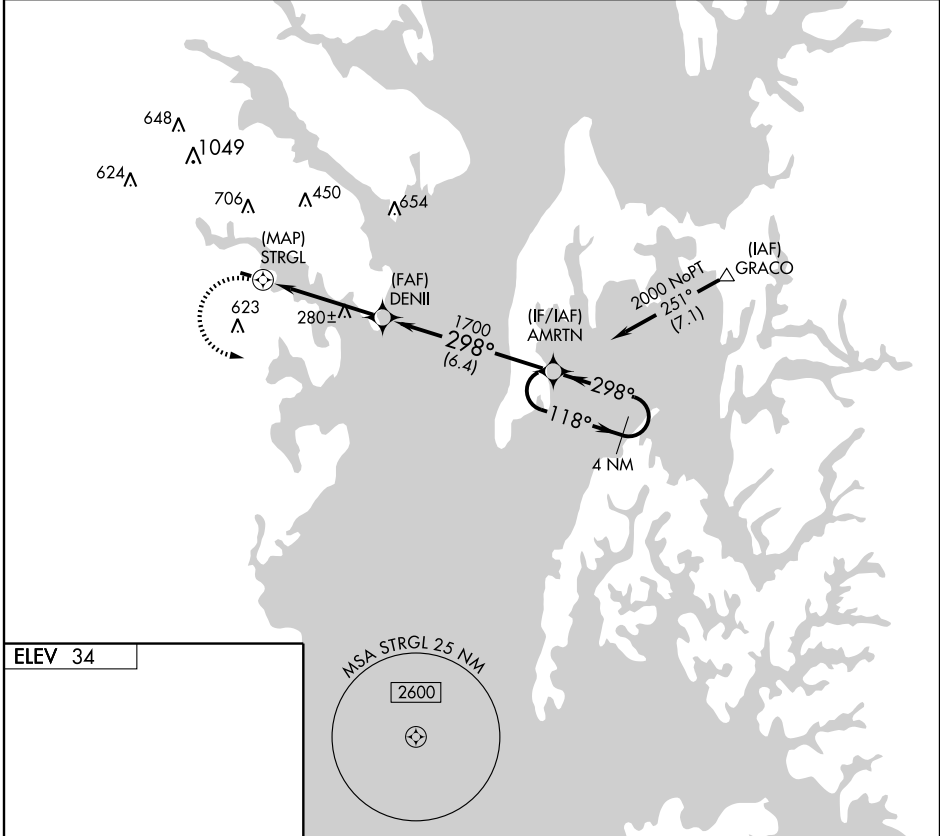 648
1049
624
706
450
654
(MAP)
STRGL
(IAF)
GRACO
(FAF)
DENII
2000 NoPT
251°
(7.1)
623
280±
(IF/IAF)
AMRTN
1700
298°
(6.4)
298°
118°
4 NM
ELEV 34
MSA STRGL 25 NM
2600